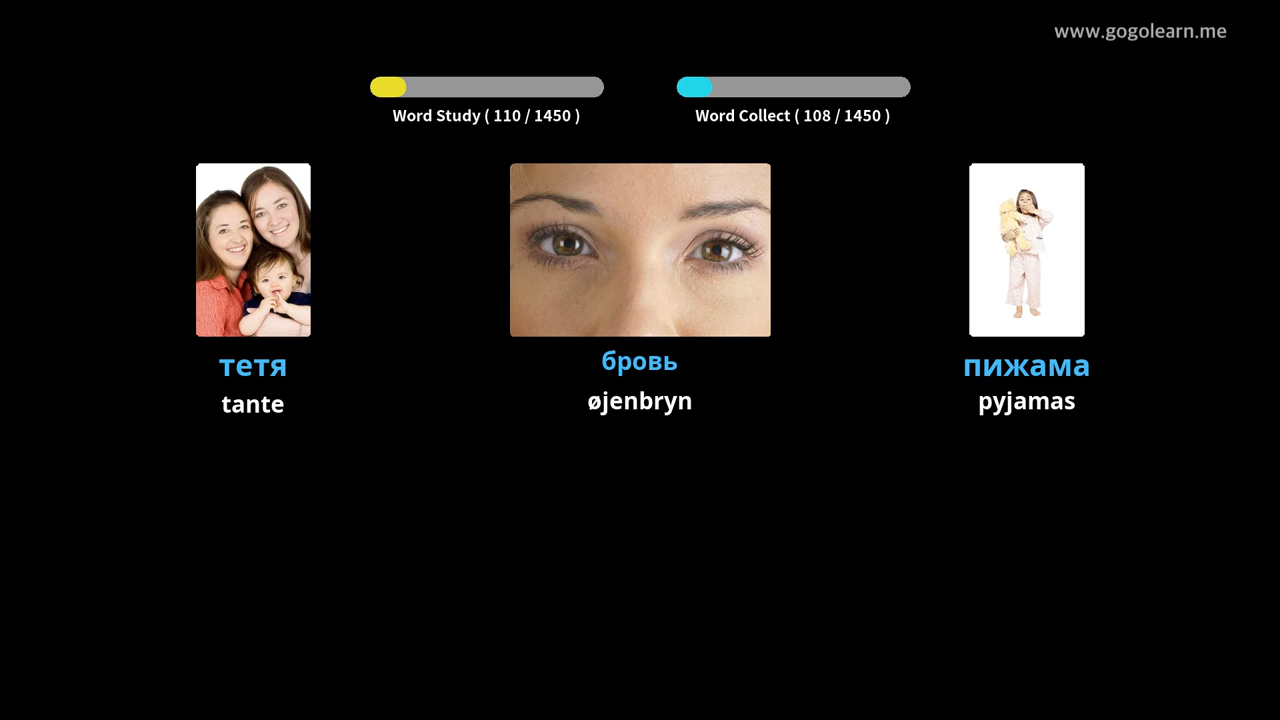 www.gogolearn.me
Word Study ( 110 / 1450 )
Word Collect ( 108 / 1450 )
тетя
tante
бровь
øjenbryn
пижама
pyjamas